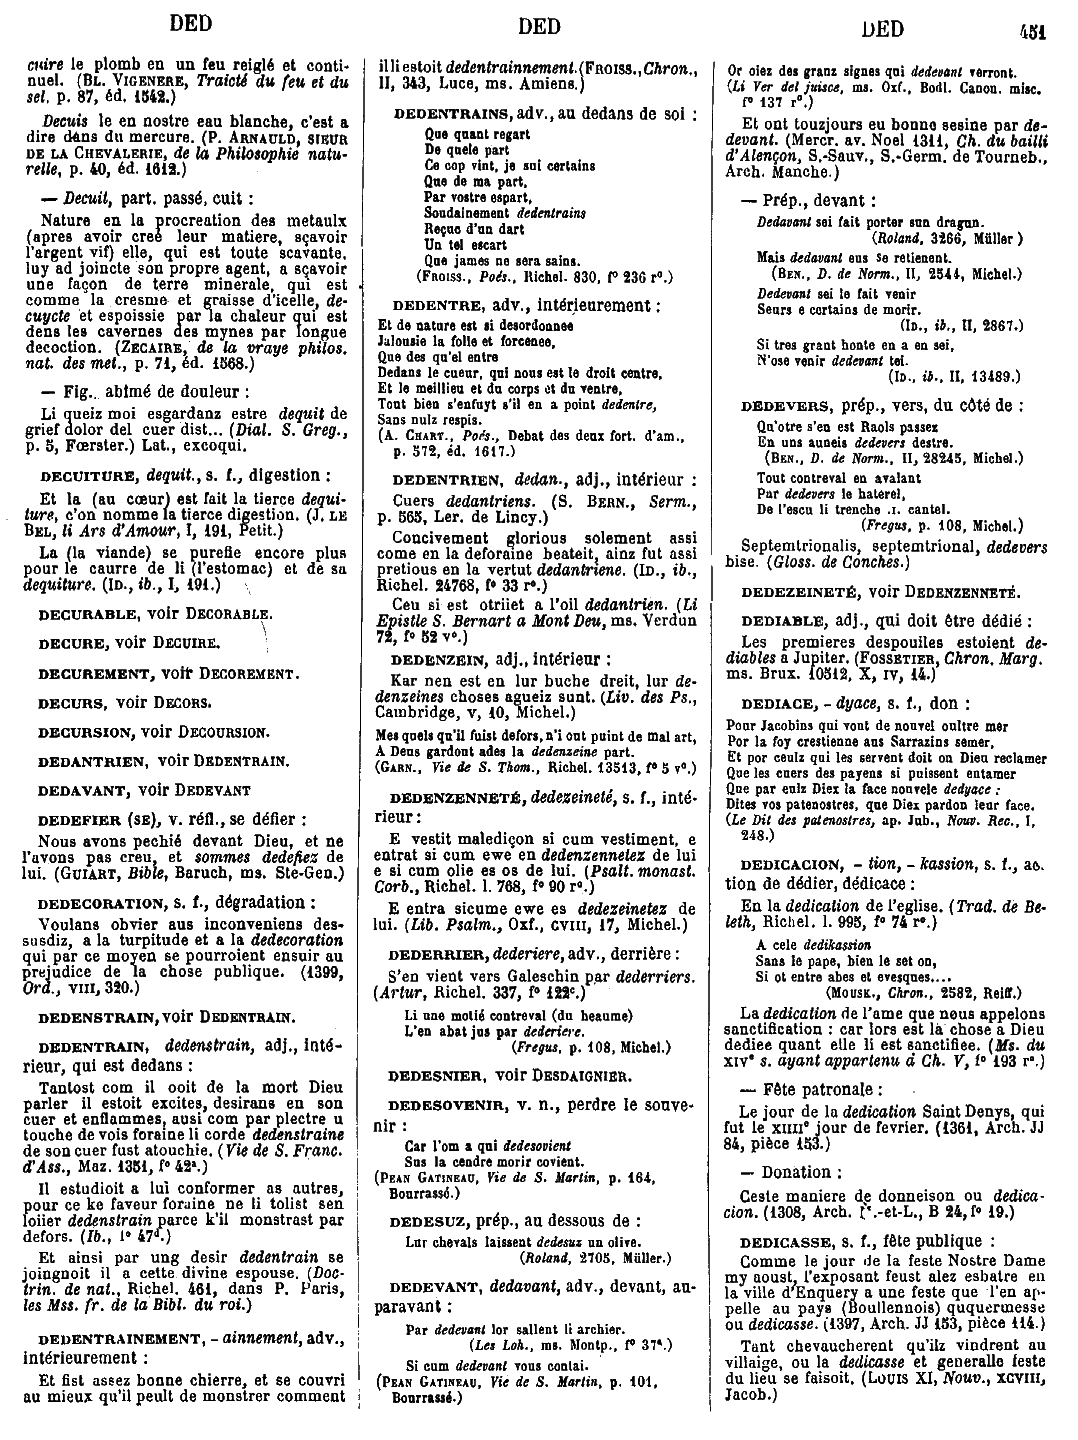 DED
DED
DED
451
cuire le plomb en un feu reiglé et conti-
nuel. (BL. VIGENERE, Traicté du feu et du
sel, p. 87, éd. 1542.)
Decuis le en nostre eau blanche, c'est a
dire dans du mercure. (P. ARNAULD, SIEUR
DE LA CHEVALERIE, de la Philosophie natu-
relle, p. 40, éd. 1612.)
— Decuit, part. passé, cuit :
Nature en la procreation des metaulx
(apres avoir creé leur matiere, sçavoir
l'argent vif) elle, qui est toute scavante,
luy ad joincte son propre agent, a sçavoir
une façon de terre minerale, qui est
comme la cresme et graisse d'icelle, de-
cuycte et espoissie par la chaleur qui est
dens les cavernes des mynes par longue
decoction. (ZECAIRE, de la vraye philos.
nat. des met., p. 71, éd. 1568.)
— Fig., abîmé de douleur :
Li queiz moi esgardanz estre dequit de
grief dolor del cuer dist... (Dial. S. Greg.,
p. 5, Fœrster.) Lat., excoqui.
DECUITURE, dequit., s. f., digestion :
Et la (au cœur) est fait la tierce dequi-
ture, c'on nomme la tierce digestion. (J. LE
BEL, li Ars d'Amour, I, 191, Petit.)
La (la viande) se purefie encore plus
pour le caurre de li (l'estomac) et de sa
dequiture. (ID., ib., I, 191.)
DECURABLE, voir DECORABLE.
DECURE, voir DECUIRE.
DECUREMENT, voir DECOREMENT.
DECURS, voir DECORS.
DECURSION, voir DECOURSION.
DEDANTRIEN, voir DEDENTRAIN.
DEDAVANT, voir DEDEVANT
DEDEFIER (SE), v. réfl., se défier :
Nous avons pechié devant Dieu, et ne
l'avons pas creu, et sommes dedefiez de
lui. (GUIART, Bible, Baruch, ms. Ste-Gen.)
DEDECORATION, s. f., dégradation :
Voulans obvier aus inconveniens des-
susdiz, a la turpitude et a la dedecoration
qui par ce moyen se pourroient ensuir au
prejudice de la chose publique. (1399,
Ord., VIII, 320.)
DEDENSTRAIN, voir DEDENTRAIN.
DEDENTRAIN, dedenstrain, adj., inté-
rieur, qui est dedans :
Tantost com il ooit de la mort Dieu
parler il estoit excites, desirans en son
cuer et enflammes, ausi com par plectre u
touche de vois foraine li corde dedenstraine
de son cuer fust atouchie. (Vie de S. Franc.
d'Ass., Maz. 1351, f° 42ª.)
Il estudioit a lui conformer as autres,
pour ce ke faveur foraine ne li tolist sen
loiier dedenstrain parce k'il monstrast par
defors. (Ib., f° 47ᵈ.)
Et ainsi par ung desir dedentrain se
joingnoit il a cette divine espouse. (Doc-
trin. de nat., Richel. 461, dans P. Paris,
les Mss. fr. de la Bibl. du roi.)
DEDENTRAINEMENT, - ainnement, adv.,
intérieurement :
Et fist assez bonne chierre, et se couvri
au mieux qu'il peult de monstrer comment
illi estoit dedentrainnement. (FROISS., Chron.,
II, 343, Luce, ms. Amiens.)
DEDENTRAINS, adv., au dedans de soi :
Que quant regart
De quele part
Ce cop vint, je sui certains
Que de ma part,
Par vostre espart,
Soudainement dedentrains
Reçue d'un dart
Un tel escart
Que james ne sera sains.
(FROISS., Poés., Richel. 830, f° 236 r°.)
DEDENTRE, adv., intérieurement :
Et de nature est si desordonnee
Jalousie la folle et forcenee,
Que des qu'el entre
Dedans le cueur, qui nous est le droit centre,
Et le meillieu et du corps et du ventre,
Tout bien s'enfuyt s'il en a point dedentre,
Sans nulz respis.
(A. CHART., Poés., Debat des deux fort. d'am.,
p. 572, éd. 1617.)
DEDENTRIEN, dedan., adj., intérieur :
Cuers dedantriens. (S. BERN., Serm.,
p. 565, Ler. de Lincy.)
Concivement glorious solement assi
come en la deforaine beateit, ainz fut assi
pretious en la vertut dedantriene. (ID., ib.,
Richel. 24768, f° 33 r°.)
Ceu si est otriiet a l'oil dedantrien. (Li
Epistle S. Bernart a Mont Deu, ms. Verdun
72, f° 52 v°.)
DEDENZEIN, adj., intérieur :
Kar nen est en lur buche dreit, lur de-
denzeines choses agueiz sunt. (Liv. des Ps.,
Cambridge, V, 10, Michel.)
Mes quels qu'il fuist defors, n'i out puint de mal art,
A Deus gardout ades la dedenzeine part.
(GARN., Vie de S. Thom., Richel. 13513, f° 5 v°.)
DEDENZENNETÉ, dedezeineté, s. f., inté-
rieur :
E vestit malediçon si cum vestiment, e
entrat si cum ewe en dedenzennetez de lui
e si cum olie es os de lui. (Psalt. monast.
Corb., Richel. l. 768, f° 90 r°.)
E entra sicume ewe es dedezeinetez de
lui. (Lib. Psalm., Oxf., CVIII, 17, Michel.)
DEDERRIER, dederiere, adv., derrière :
S'en vient vers Galeschin par dederriers.
(Artur, Richel. 337, f° 122ᶜ.)
Li une motié contreval (du heaume)
L'en abat jus par dederiere.
(Fregus, p. 108, Michel.)
DEDESNIER, voir DESDAIGNIER.
DEDESOVENIR, v. n., perdre le souve-
nir :
Car l'om a qui dedesovient
Sus la cendre morir covient.
(PEAN GATINEAU, Vie de S. Martin, p. 164,
Bourrassé.)
DEDESUZ, prép., au dessous de :
Lur chevals laissent dedesuz un olive.
(Roland, 2705, Müller.)
DEDEVANT, dedavant, adv., devant, au-
paravant :
Par dedevant lor sallent li archier.
(Les Loh., ms. Montp., f° 37ª.)
Si cum dedevant vous contai.
(PEAN GATINEAU, Vie de S. Martin, p. 101,
Bourrassé.)
Or oiez des granz signes qui dedevant verront.
(Li Ver del juisce, ms. Oxf., Bodl. Canon. misc.
f° 137 r°.)
Et ont touzjors eu bonne sesine par de-
devant. (Mercr. av. Noel 1311, Ch. du bailli
d'Alençon, S.-Sauv., S.-Germ. de Tourneb.,
Arch. Manche.)
— Prép., devant :
Dedavant sei fait porter sun dragun.
(Roland, 3266, Müller )
Mais dedavant eus se retienent.
(BEN., D. de Norm., II, 2544, Michel.)
Dedevant sei le fait venir
Seurs e certains de morir.
(ID., ib., II, 2867.)
Si tres grant honte en a en sei,
N'ose venir dedevant tei.
(ID., ib., II, 13489.)
DEDEVERS, prép., vers, du côté de :
Qu'otre s'en est Raols passez
En uns auneis dedevers destre.
(BEN., D. de Norm., II, 28245, Michel.)
Tout contreval en avalant
Par dedevers le haterel,
De l'escu li trenche .I. cantel.
(Fregus, p. 108, Michel.)
Septemtrionalis, septemtrional, dedevers
bise. (Gloss. de Conches.)
DEDEZEINETÉ, voir DEDENZENNETÉ.
DEDIABLE, adj., qui doit être dédié :
Les premieres despouiles estoient de-
diables a Jupiter. (FOSSETIER, Chron. Marg.
ms. Brux. 10512, X, IV, 14.)
DEDIACE, - dyace, s. f., don :
Pour Jacobins qui vont de nouvel oultre mer
Por la foy crestienne aus Sarrazins semer,
Et por ceulz qui les servent doit on Dieu reclamer
Que les cuers des payens si puissent entamer
Que par eulz Diex la face nouvele dedyace :
Dites vos patenostres, que Diex pardon leur face.
(Le Dit des patenostres, ap. Jub., Nouv. Rec., I,
248.)
DEDICACION, - tion, - kassion, s. f., ac-
tion de dédier, dédicace :
En la dedication de l'eglise. (Trad. de Be-
leth, Richel. l. 995, f° 74 r°.)
A cele dedikassion
Sans le pape, bien le set on,
Si ot entre abes et evesques....
(MOUSK., Chron., 2582, Reiff.)
La dedication de l'ame que nous appelons
sanctification : car lors est la chose a Dieu
dediee quant elle li est sanctifiee. (Ms. du
XIVᵉ s. ayant appartenu à Ch. V, f° 193 r°.)
— Fête patronale :
Le jour de la dedication Saint Denys, qui
fut le XIIIIᵉ jour de fevrier. (1361, Arch. JJ
84, pièce 153.)
— Donation :
Ceste maniere de donneison ou dedica-
cion. (1308, Arch. f".-et-L., B 24, f° 19.)
DEDICASSE, s. f., fête publique :
Comme le jour de la feste Nostre Dame
my aoust, l'exposant feust alez esbatre en
la ville d'Enquery a une feste que l'en ap-
pelle au pays (Boullennois) ququermesse
ou dedicasse. (1397, Arch. JJ 153, pièce 114.)
Tant chevaucherent qu'ilz vindrent au
villaige, ou la dedicasse et generalle feste
du lieu se faisoit. (LOUIS XI, Nouv., XCVIII,
Jacob.)